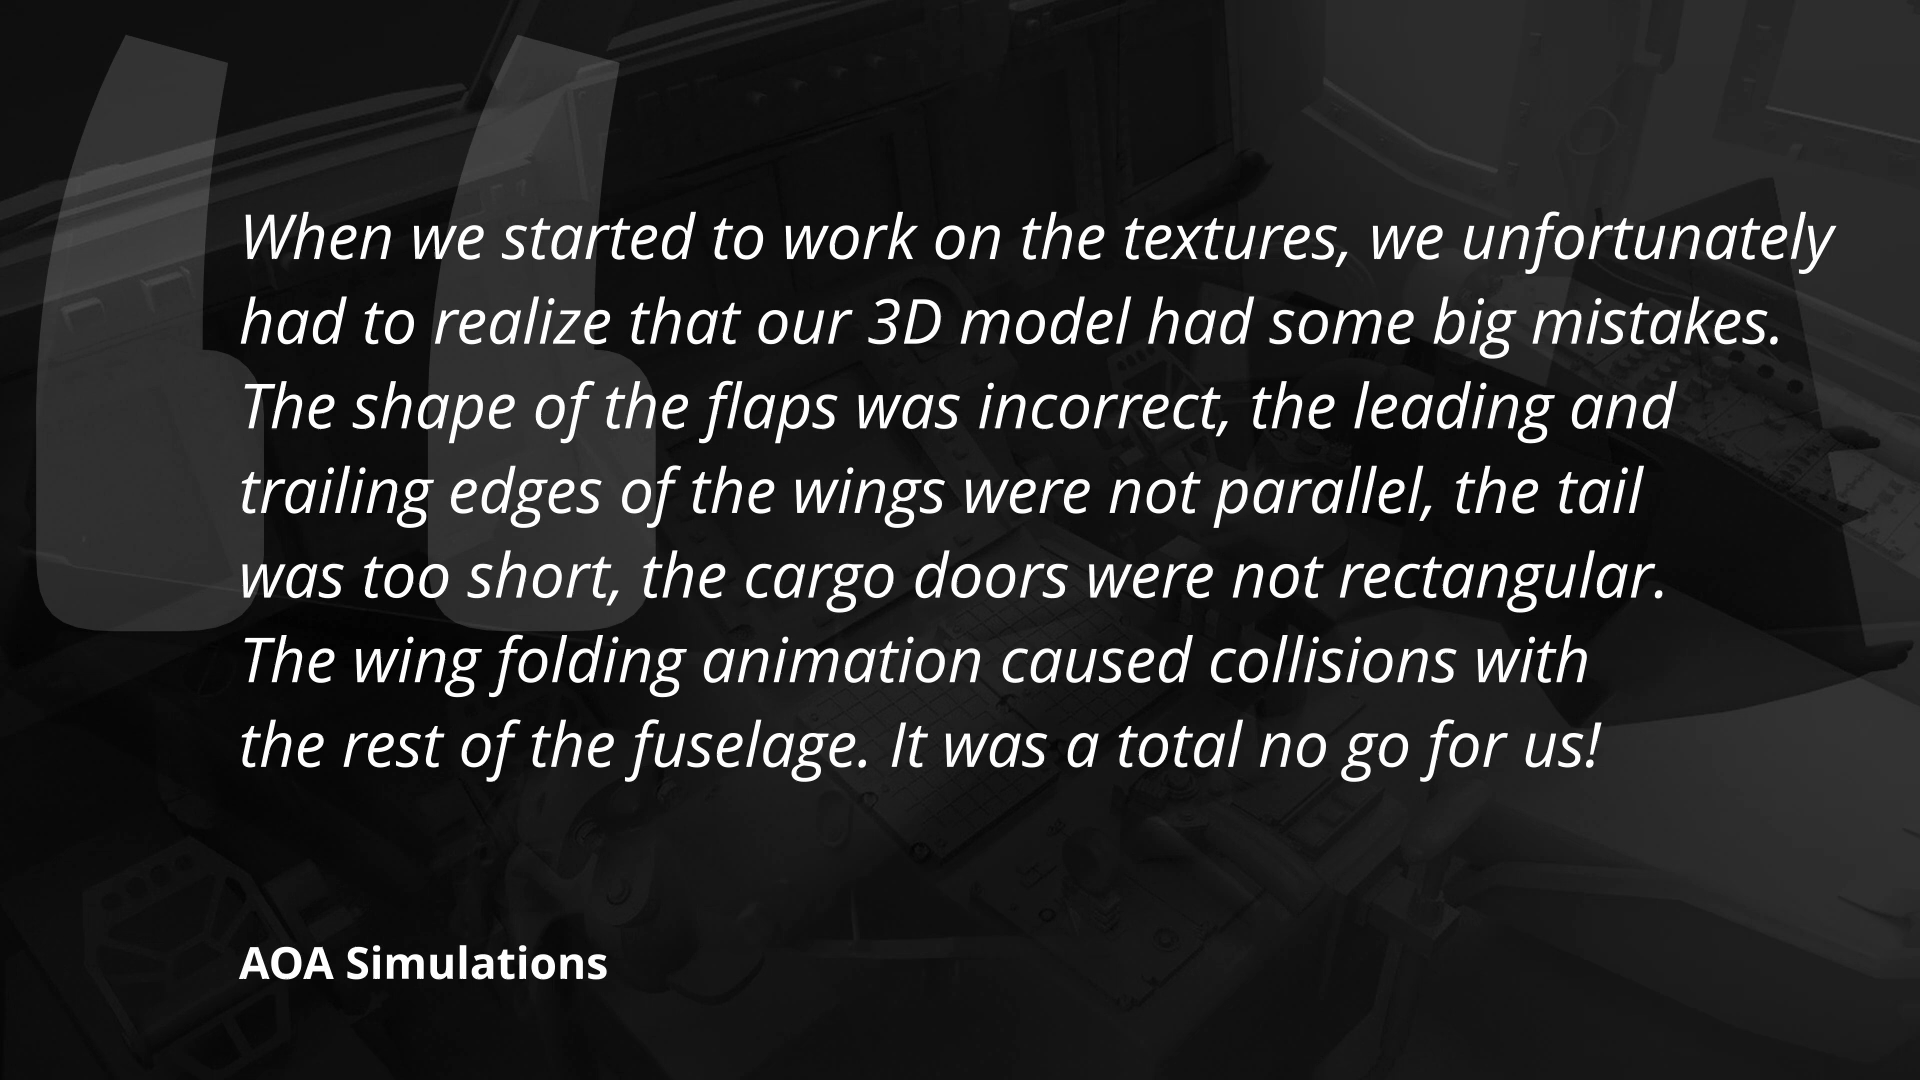 When we started to work on the textures, we unfortunately
had to realize that our 3D model had some big mistakes.
The shape of the flaps was incorrect, the leading and
trailing edges of the wings were not parallel, the tail
was too short, the cargo doors were not rectangular.
The wing folding animation caused collisions with
the rest of the fuselage. It was a total no go for us!
AOA Simulations